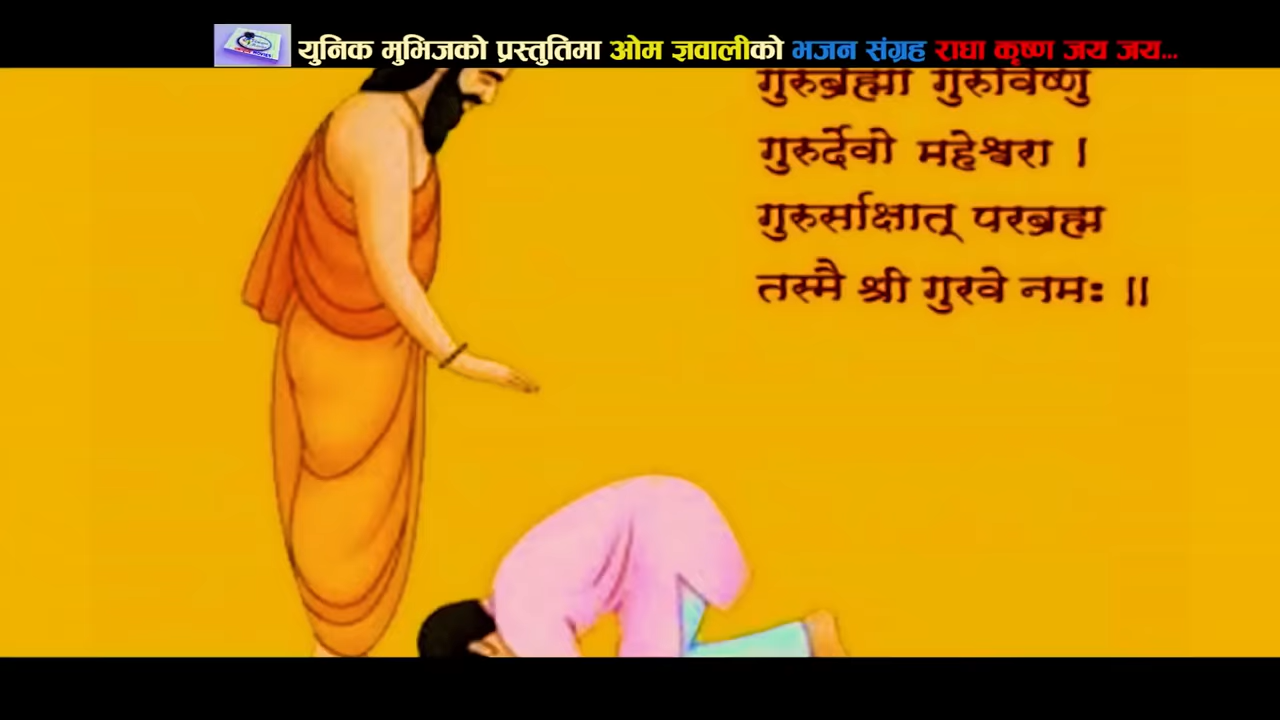 युनिक मुभिजको प्रस्तुतिमा ओम ज्ञवालीको भजन संग्रह राधा कृष्ण जय जय...
गुरुब्रह्मा गुरुविष्णु
गुरुर्देवो महेश्वरा ।
गुरुर्साक्षात् परब्रह्म
तस्मै श्री गुरवे नमः ॥